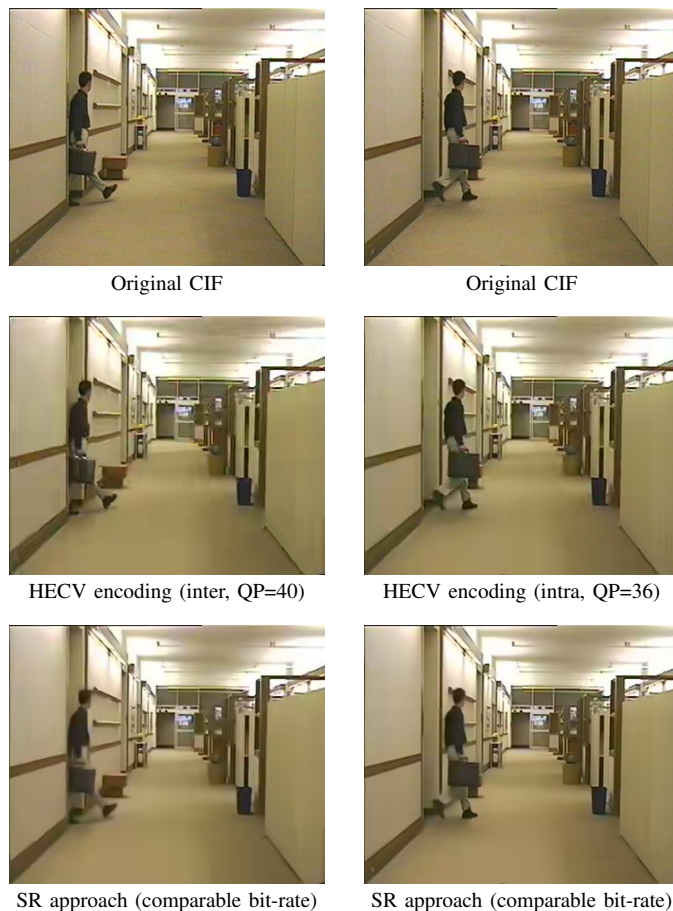 Original CIF
Original CIF
HECV encoding (inter, QP=40)
HECV encoding (intra, QP=36)
SR approach (comparable bit-rate)
SR approach (comparable bit-rate)